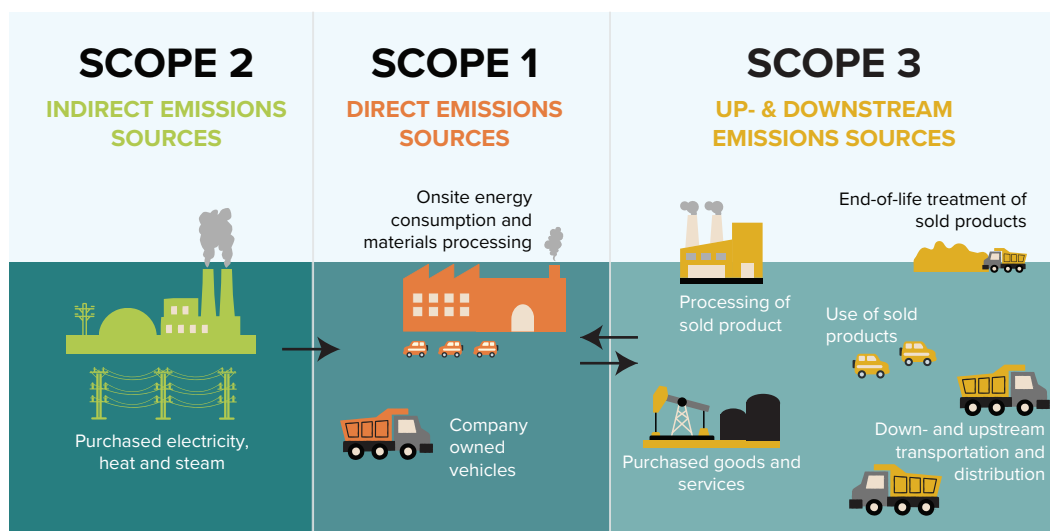 SCOPE 2
INDIRECT EMISSIONS
SOURCES
Purchased electricity,
heat and steam
SCOPE 1
DIRECT EMISSIONS
SOURCES
Onsite energy
consumption and
materials processing
Company
owned
vehicles
SCOPE 3
UP- & DOWNSTREAM
EMISSIONS SOURCES
End-of-life treatment of
sold products
Processing of
sold product
Use of sold
products
Purchased goods and
services
Down- and upstream
transportation and
distribution